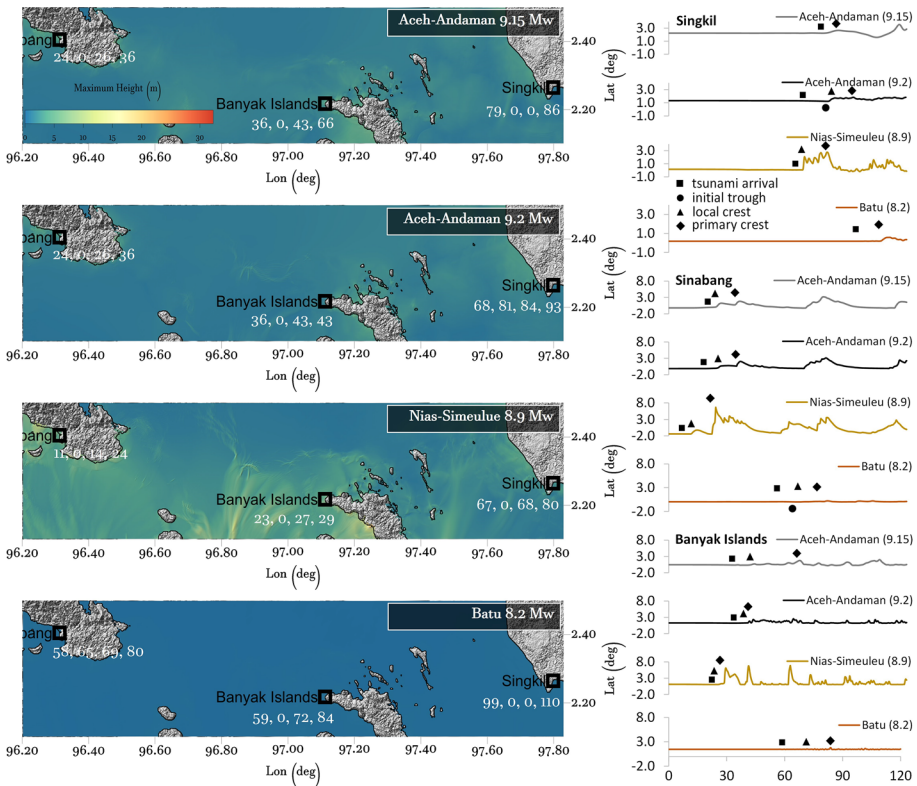 Aceh-Andaman 9.15 Mw
bang
24, 0, 26, 36
Maximum Height (m)
0 10 20 30
Banyak Islands
36, 0, 43, 66
Singkil
79, 0, 0, 86
2.40
2.20
Lat (deg)
96.20 96.40 96.60 97.00 97.20 97.40 97.60 97.80
Lon (deg)
Aceh-Andaman 9.2 Mw
bang
24, 0, 26, 36
Banyak Islands
36, 0, 43, 43
Singkil
68, 81, 84, 93
2.40
2.20
Lat (deg)
96.20 96.40 96.60 97.00 97.20 97.40 97.60 97.80
Lon (deg)
Nias-Simeulue 8.9 Mw
bang
11, 0, 14, 24
Banyak Islands
23, 0, 27, 29
Singkil
67, 0, 68, 80
2.40
2.20
Lat (deg)
96.20 96.40 96.60 97.00 97.20 97.40 97.60 97.80
Lon (deg)
Batu 8.2 Mw
bang
58, 65, 69, 80
Banyak Islands
59, 0, 72, 84
Singkil
99, 0, 0, 110
2.40
2.20
Lat (deg)
96.20 96.40 96.60 97.00 97.20 97.40 97.60 97.80
Lon (deg)
Singkil
Aceh-Andaman (9.15)
3.0
1.0
-1.0
Aceh-Andaman (9.2)
3.0
1.0
-1.0
Nias-Simeuleu (8.9)
3.0
1.0
-1.0
tsunami arrival
initial trough
local crest
primary crest
Batu (8.2)
3.0
1.0
-1.0
Sinabang
Aceh-Andaman (9.15)
8.0
3.0
-2.0
Aceh-Andaman (9.2)
8.0
3.0
-2.0
Nias-Simeuleu (8.9)
8.0
3.0
-2.0
Batu (8.2)
8.0
3.0
-2.0
Banyak Islands
Aceh-Andaman (9.15)
8.0
3.0
-2.0
Aceh-Andaman (9.2)
8.0
3.0
-2.0
Nias-Simeuleu (8.9)
8.0
3.0
-2.0
Batu (8.2)
8.0
3.0
-2.0
0 30 60 90 120